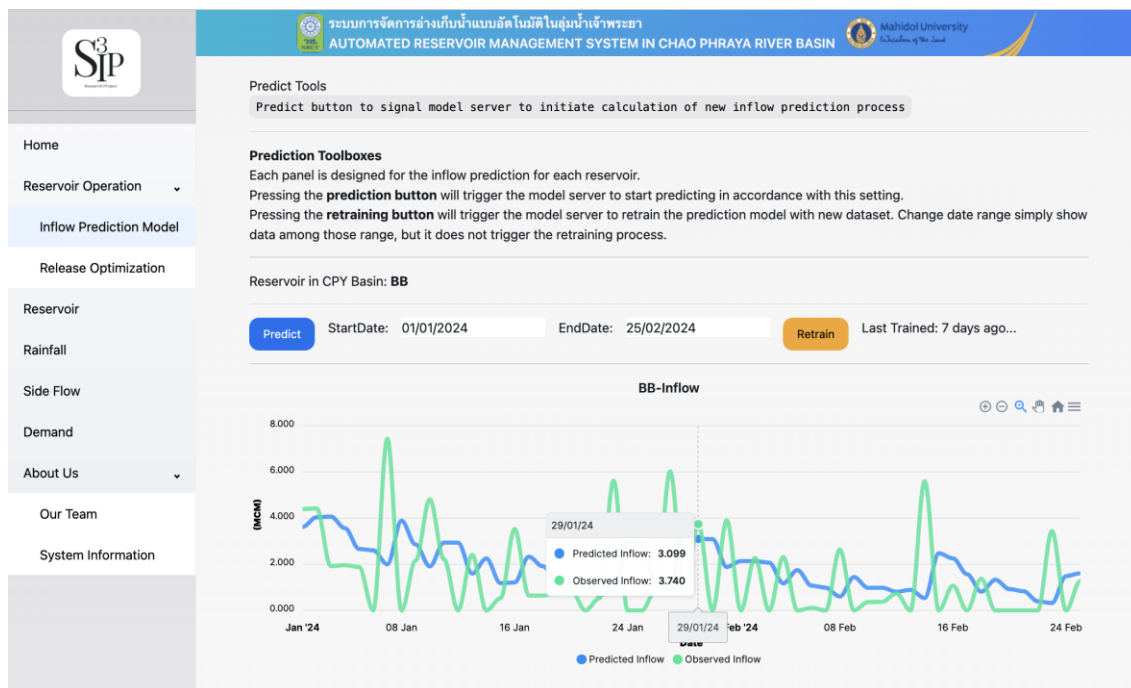 S3IP
Research Project
วช.
NRCT
ระบบการจัดการอ่างเก็บน้ำแบบอัตโนมัติในลุ่มน้ำเจ้าพระยา
AUTOMATED RESERVOIR MANAGEMENT SYSTEM IN CHAO PHRAYA RIVER BASIN
Mahidol University
Wisdom of the Land
Home
Reservoir Operation
Inflow Prediction Model
Release Optimization
Reservoir
Rainfall
Side Flow
Demand
About Us
Our Team
System Information
Predict Tools
Predict button to signal model server to initiate calculation of new inflow prediction process
Prediction Toolboxes
Each panel is designed for the inflow prediction for each reservoir.
Pressing the prediction button will trigger the model server to start predicting in accordance with this setting.
Pressing the retraining button will trigger the model server to retrain the prediction model with new dataset. Change date range simply show
data among those range, but it does not trigger the retraining process.
Reservoir in CPY Basin: BB
Predict StartDate: 01/01/2024 EndDate: 25/02/2024 Retrain Last Trained: 7 days ago...
BB-Inflow
8.000
6.000
4.000
2.000
0.000
(MCM)
29/01/24
Predicted Inflow: 3.099
Observed Inflow: 3.740
Jan '24 08 Jan 16 Jan 24 Jan 29/01/24 Feb '24 08 Feb 16 Feb 24 Feb
Date
Predicted Inflow Observed Inflow